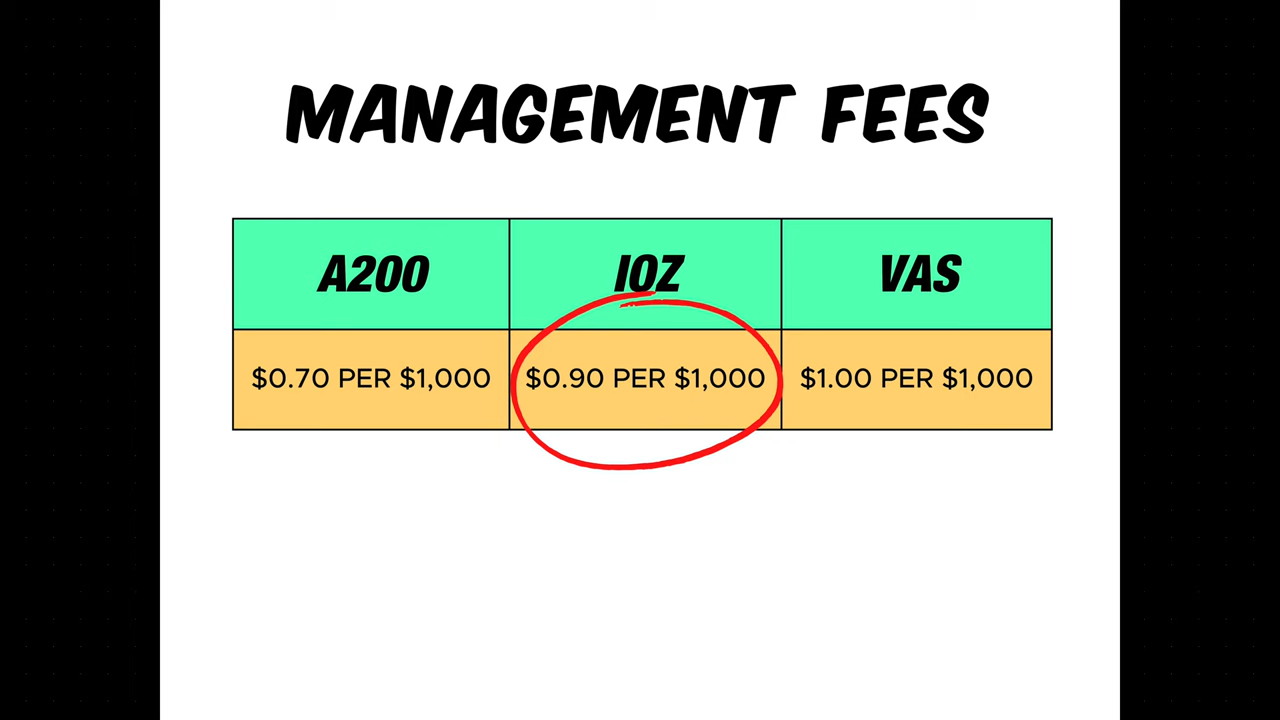 MANAGEMENT FEES
A200 IOZ VAS
$0.70 PER $1,000 $0.90 PER $1,000 $1.00 PER $1,000